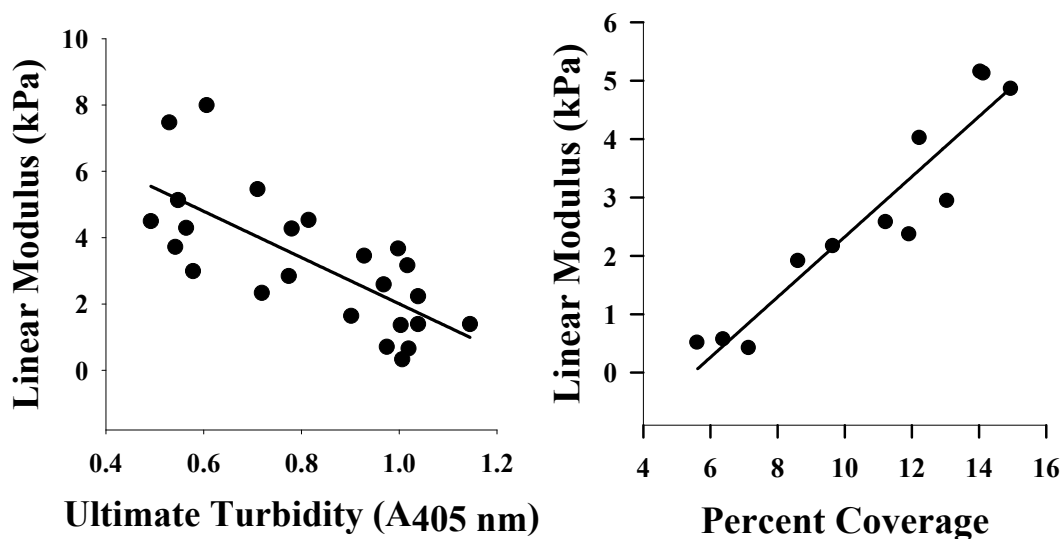 Linear Modulus (kPa)
10
8
6
4
2
0
0.4 0.6 0.8 1.0 1.2
Ultimate Turbidity (A405 nm)
Linear Modulus (kPa)
6
5
4
3
2
1
0
4 6 8 10 12 14 16
Percent Coverage